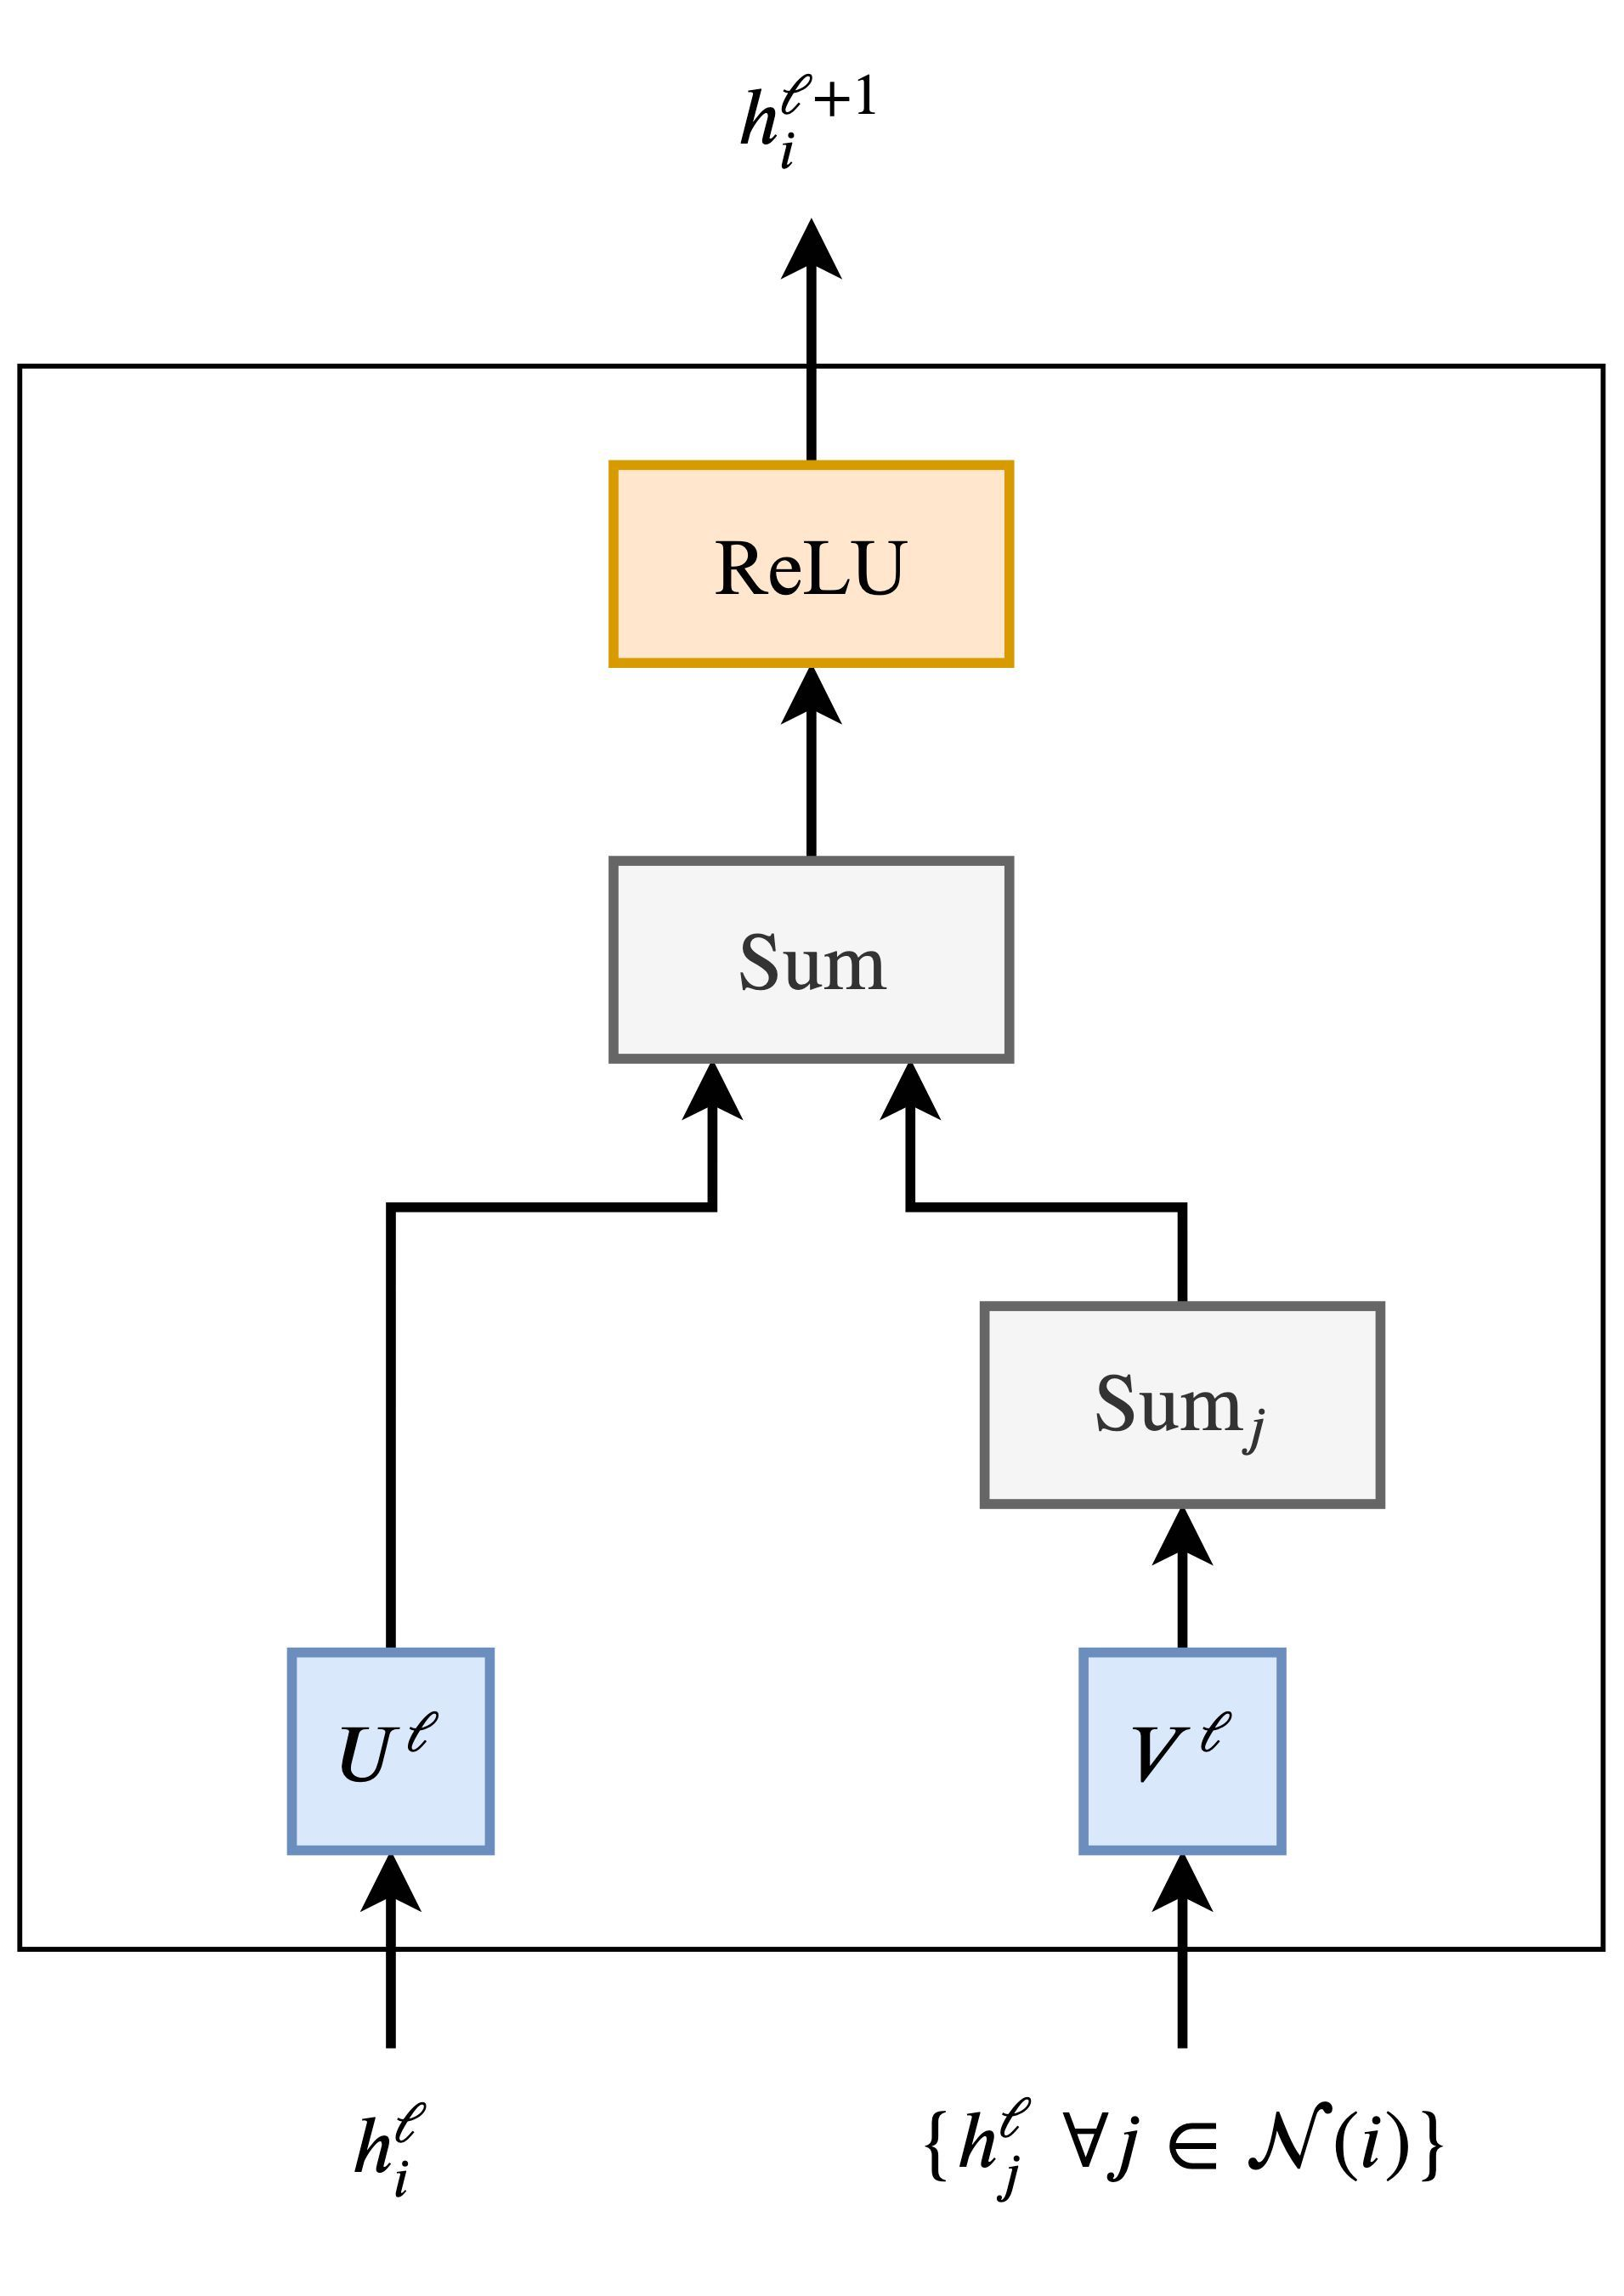 h_i^{ℓ+1}
ReLU
Sum
Sum_j
U^ℓ
V^ℓ
h_i^ℓ
{h_j^ℓ ∀j ∈ 𝒩(i)}